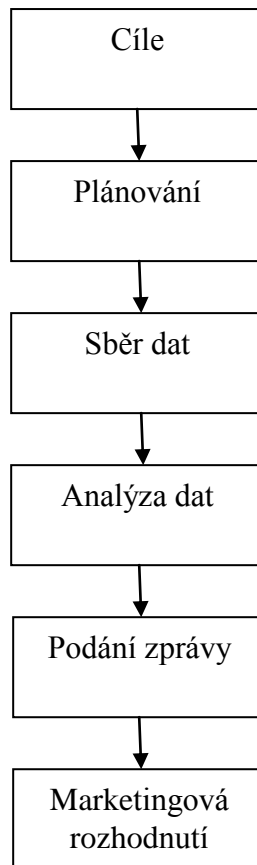 Cíle
Plánování
Sběr dat
Analýza dat
Podání zprávy
Marketingová
rozhodnutí